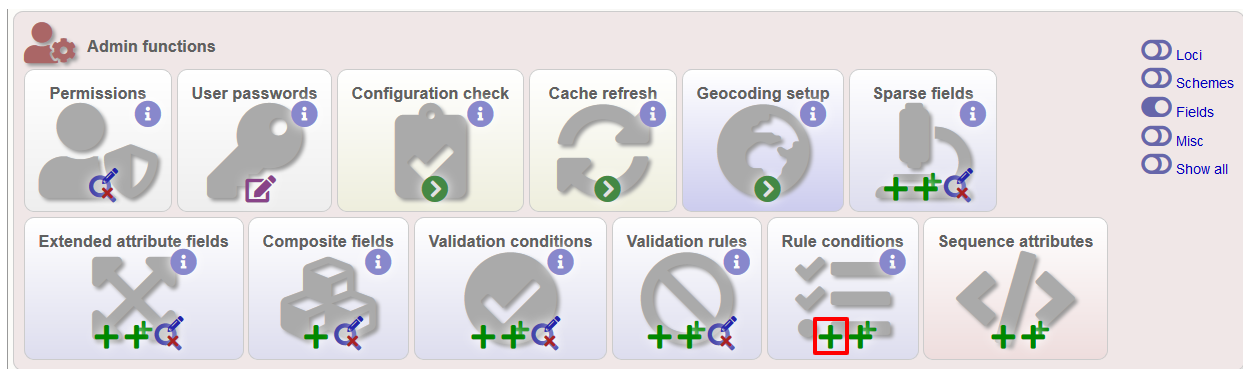 Admin functions
Permissions
User passwords
Configuration check
Cache refresh
Geocoding setup
Sparse fields
Extended attribute fields
Composite fields
Validation conditions
Validation rules
Rule conditions
Sequence attributes
Loci
Schemes
Fields
Misc
Show all